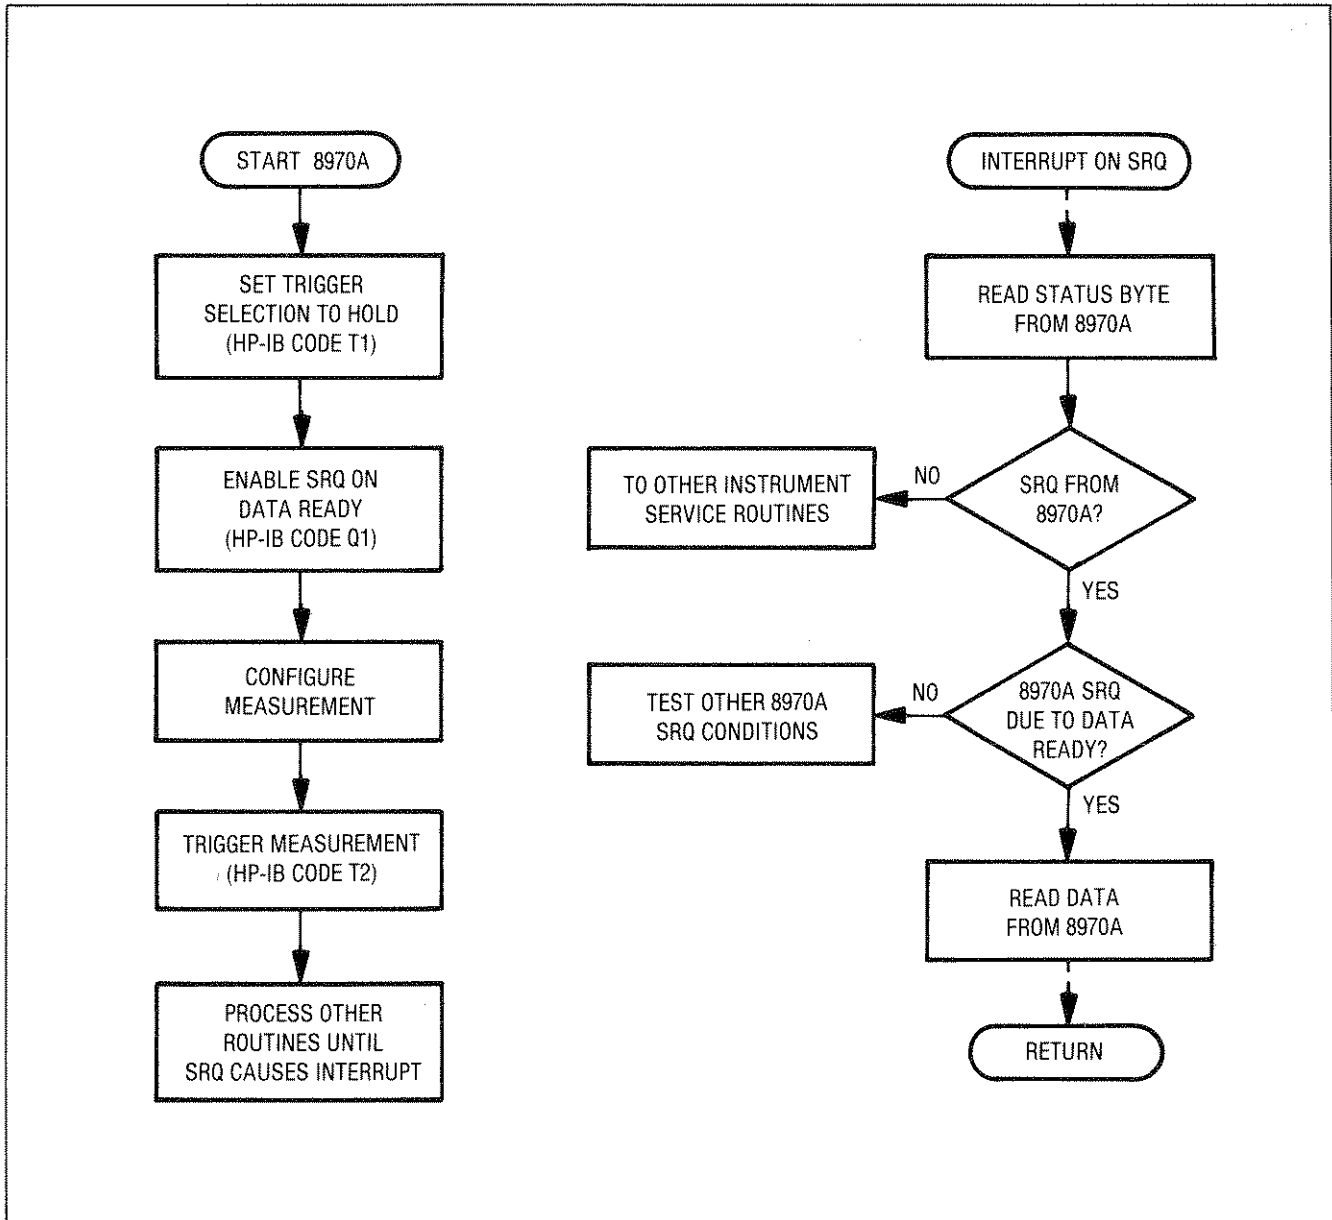 START 8970A
SET TRIGGER
SELECTION TO HOLD
(HP-IB CODE T1)
ENABLE SRQ ON
DATA READY
(HP-IB CODE Q1)
CONFIGURE
MEASUREMENT
TRIGGER MEASUREMENT
(HP-IB CODE T2)
PROCESS OTHER
ROUTINES UNTIL
SRQ CAUSES INTERRUPT
INTERRUPT ON SRQ
READ STATUS BYTE
FROM 8970A
SRQ FROM
8970A?
NO
TO OTHER INSTRUMENT
SERVICE ROUTINES
YES
8970A SRQ
DUE TO DATA
READY?
NO
TEST OTHER 8970A
SRQ CONDITIONS
YES
READ DATA
FROM 8970A
RETURN